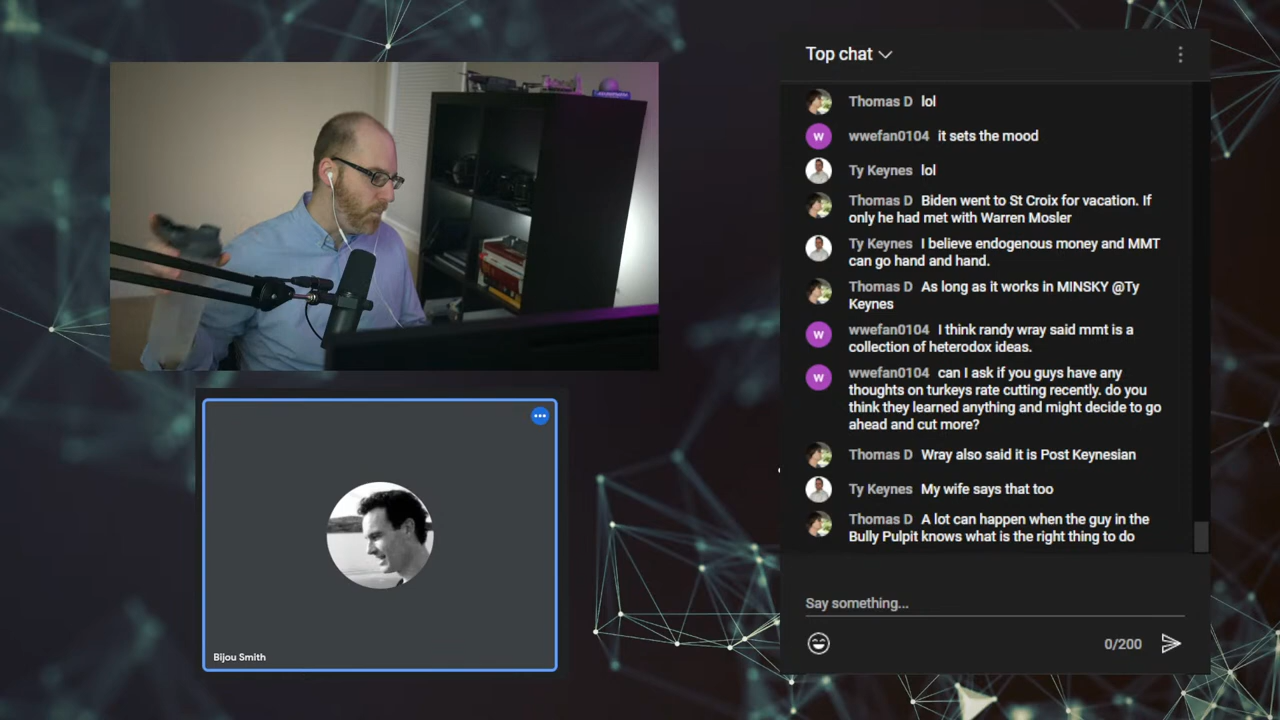 Top chat
Thomas D lol
wwefan0104 it sets the mood
Ty Keynes lol
Thomas D Biden went to St Croix for vacation. If
only he had met with Warren Mosler
Ty Keynes I believe endogenous money and MMT
can go hand and hand.
Thomas D As long as it works in MINSKY @Ty
Keynes
wwefan0104 I think randy wray said mmt is a
collection of heterodox ideas.
wwefan0104 can I ask if you guys have any
thoughts on turkeys rate cutting recently. do you
think they learned anything and might decide to go
ahead and cut more?
Thomas D Wray also said it is Post Keynesian
Ty Keynes My wife says that too
Thomas D A lot can happen when the guy in the
Bully Pulpit knows what is the right thing to do
Say something...
0/200
W
W
W
Bijou Smith